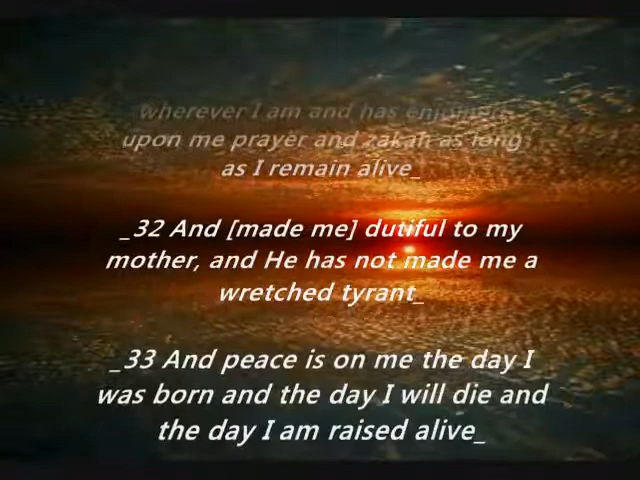 wherever I am and has enjoined
upon me prayer and zakah as long
as I remain alive_
_32 And [made me] dutiful to my
mother, and He has not made me a
wretched tyrant_
_33 And peace is on me the day I
was born and the day I will die and
the day I am raised alive_